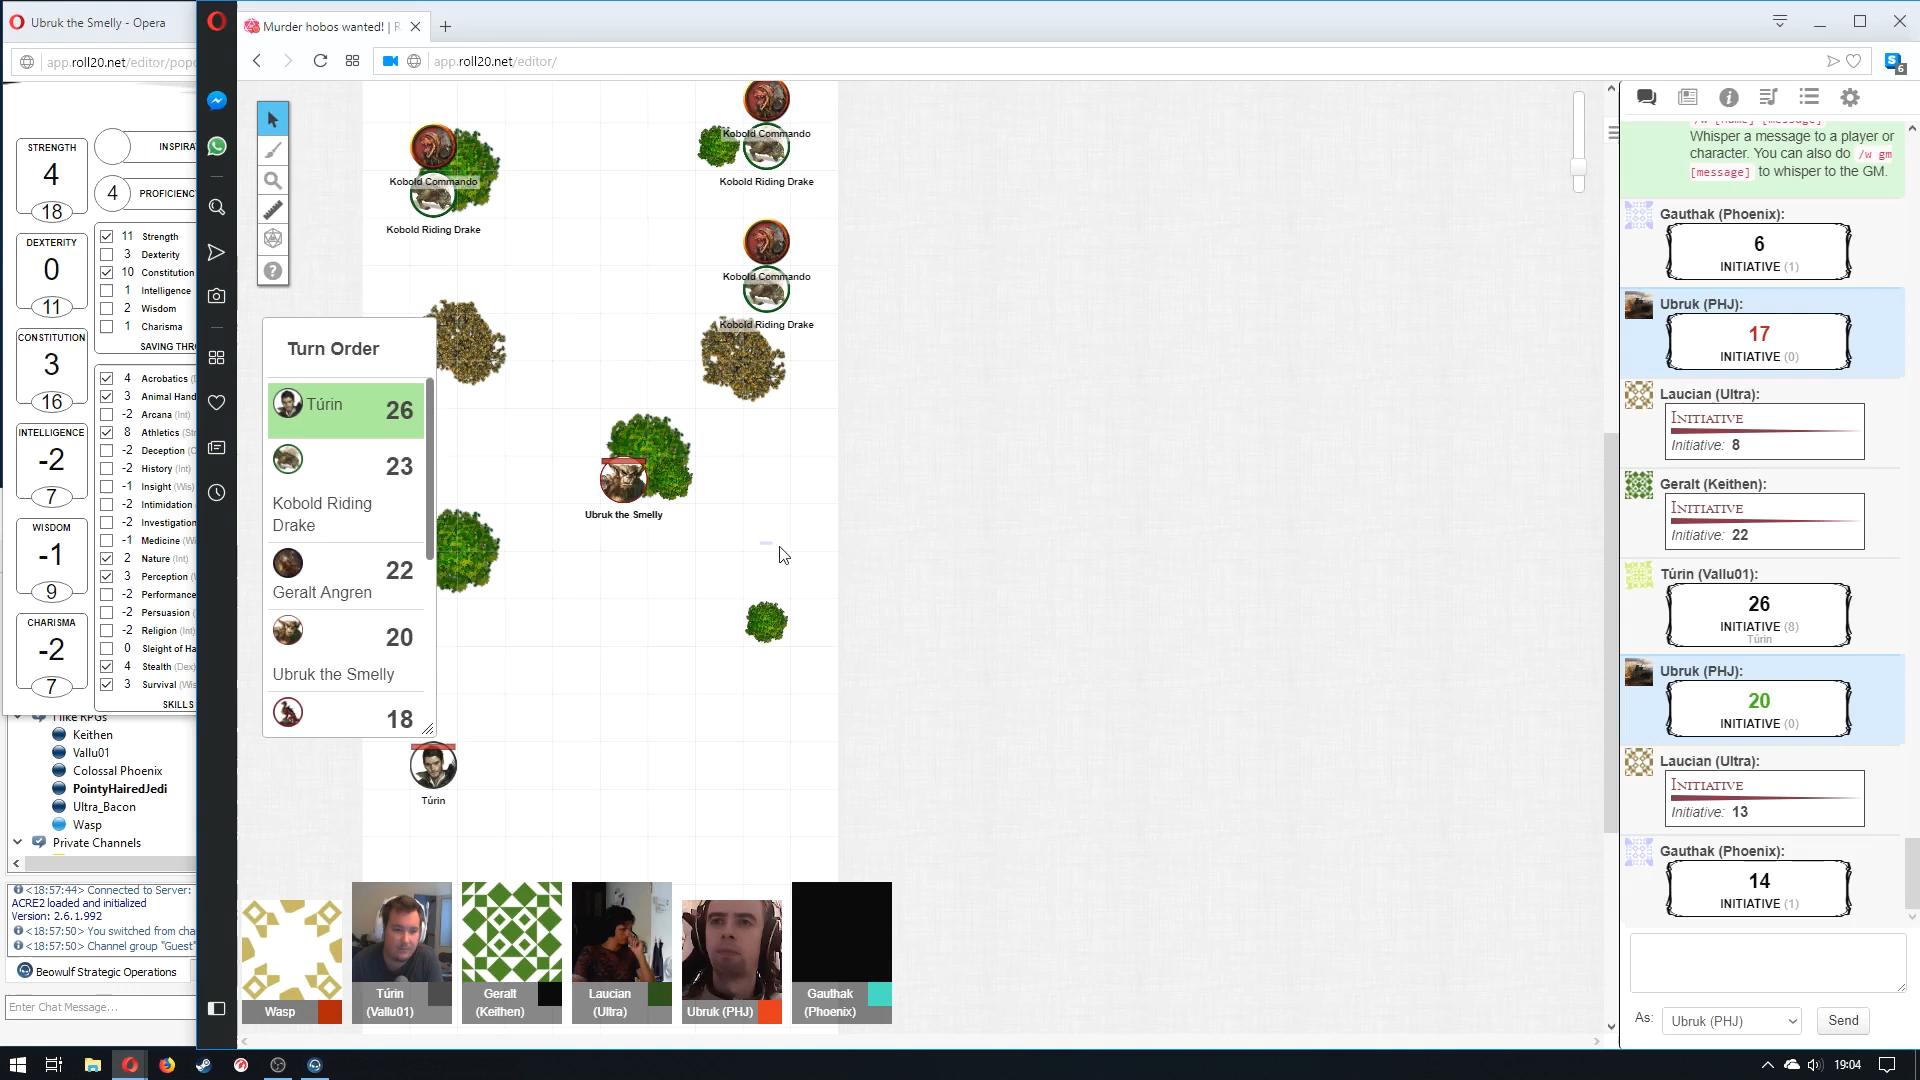 Ubruk the Smelly - Opera
app.roll20.net/editor/popo
STRENGTH
4
18
DEXTERITY
0
11
CONSTITUTION
3
16
INTELLIGENCE
-2
7
WISDOM
-1
9
CHARISMA
-2
7
INSPIRA
4 PROFICIENC
11 Strength
3 Dexterity
10 Constitution
1 Intelligence
2 Wisdom
1 Charisma
SAVING THR
4 Acrobatics
3 Animal Hand
-2 Arcana (Int)
8 Athletics (Str
-2 Deception (C
-2 History (Int)
-1 Insight (Wis)
-2 Intimidation
-2 Investigation
-1 Medicine (Wi
2 Nature (Int)
3 Perception (
-2 Performance
-2 Persuasion
-2 Religion (Int)
0 Sleight of Ha
4 Stealth (Dex)
3 Survival (Wis
SKILLS
I like RPGs
Keithen
Vallu01
Colossal Phoenix
PointyHairedJedi
Ultra_Bacon
Wasp
Private Channels
<18:57:44> Connected to Server:
ACRE2 loaded and initialized
Version: 2.6.1.992
<18:57:50> You switched from cha
<18:57:50> Channel group "Guest"
Beowulf Strategic Operations
Enter Chat Message...
Murder hobos wanted! | R
app.roll20.net/editor/
6
Kobold Commando
Kobold Riding Drake
Kobold Commando
Kobold Riding Drake
Kobold Commando
Kobold Riding Drake
Ubruk the Smelly
Túrin
Turn Order
Túrin 26
23
Kobold Riding
Drake
22
Geralt Angren
20
Ubruk the Smelly
18
Wasp
Túrin
(Vallu01)
Geralt
(Keithen)
Laucian
(Ultra)
Ubruk (PHJ)
Gauthak
(Phoenix)
/w [name] [message]
Whisper a message to a player or
character. You can also do /w gm
[message] to whisper to the GM.
Gauthak (Phoenix):
6
INITIATIVE (1)
Ubruk (PHJ):
17
INITIATIVE (0)
Laucian (Ultra):
INITIATIVE
Initiative: 8
Geralt (Keithen):
INITIATIVE
Initiative: 22
Túrin (Vallu01):
26
INITIATIVE (8)
Túrin
Ubruk (PHJ):
20
INITIATIVE (0)
Laucian (Ultra):
INITIATIVE
Initiative: 13
Gauthak (Phoenix):
14
INITIATIVE (1)
As: Ubruk (PHJ) Send
19:04